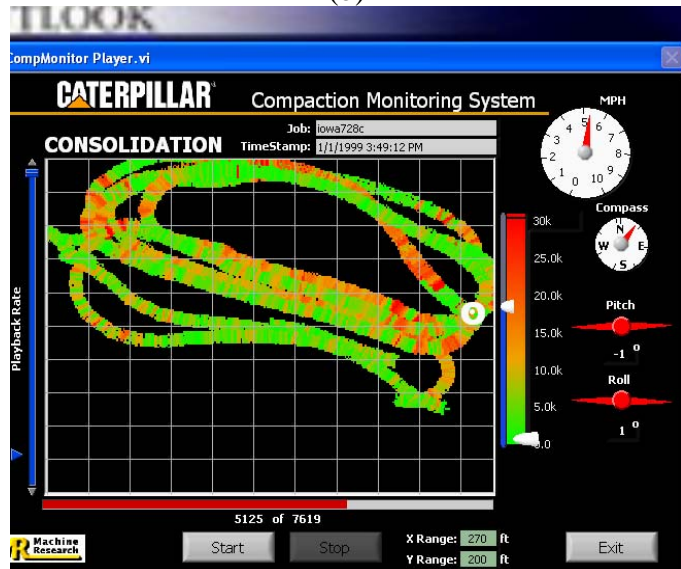 (b)
TLOOK
CompMonitor Player.vi
CATERPILLAR Compaction Monitoring System
Job: iowa728c
CONSOLIDATION TimeStamp: 1/1/1999 3:49:12 PM
MPH
0 1 2 3 4 5 6 7 8 9 10
Compass
N
W E
S
Playback Rate
30k
25.0k
20.0k
15.0k
10.0k
5.0k
0.0
Pitch
-1 o
Roll
1 o
5125 of 7619
Machine
Research
Start Stop
X Range: 270 ft
Y Range: 200 ft
Exit